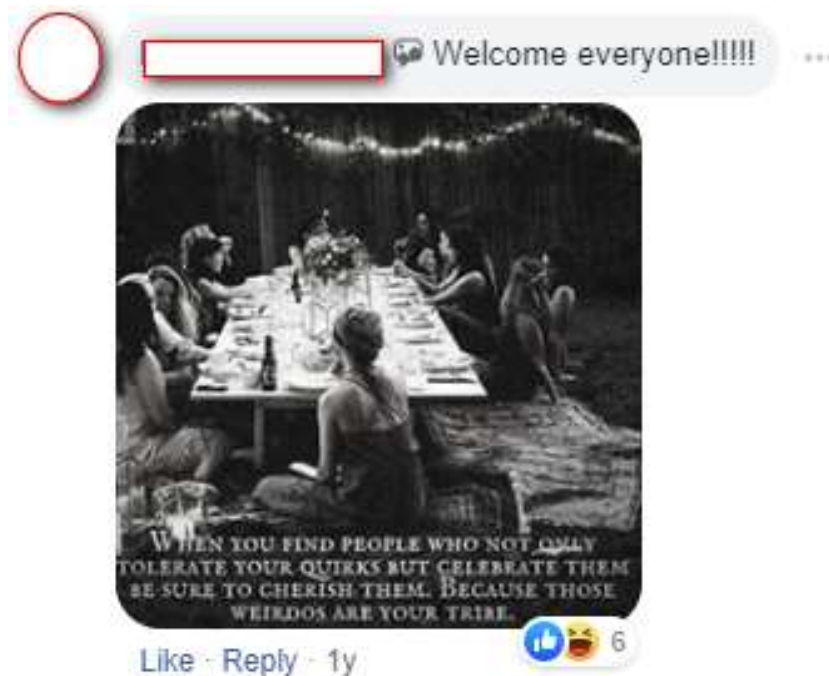 Welcome everyone!!!!!
WHEN YOU FIND PEOPLE WHO NOT ONLY
TOLERATE YOUR QUIRKS BUT CELEBRATE THEM
BE SURE TO CHERISH THEM. BECAUSE THOSE
WEIRDOS ARE YOUR TRIBE.
Like · Reply · 1y
6